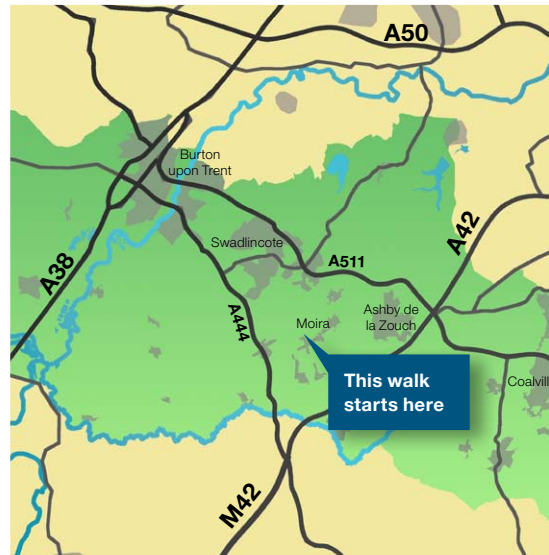 A50
Burton
upon Trent
Swadlincote
A42
A511
A38
A444
Moira
Ashby de
la Zouch
This walk
starts here
Coalvill
M42